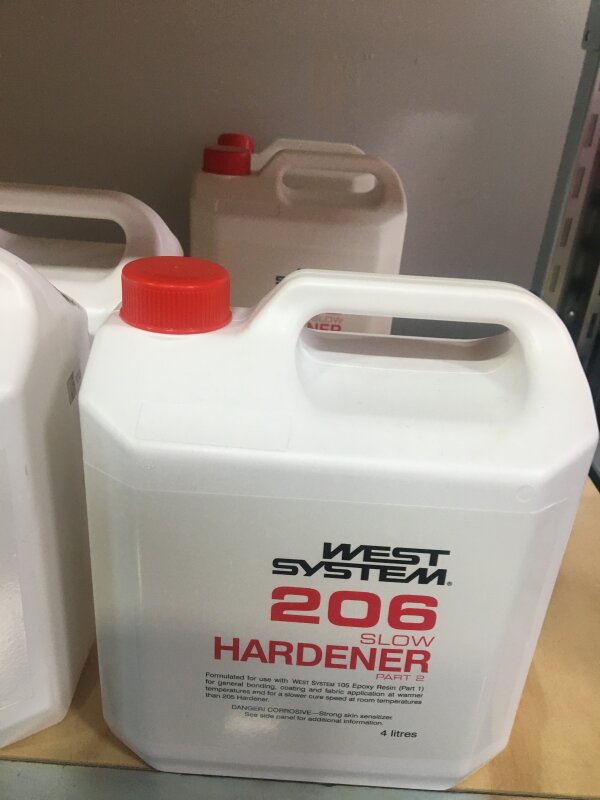 SLOW
NER
WEST
SYSTEM®
206
SLOW
HARDENER
PART 2
Formulated for use with WEST SYSTEM 105 Epoxy Resin (Part 1)
for general bonding, coating and fabric application at warmer
temperatures and for a slower cure speed at room temperatures
than 205 Hardener.
DANGER! CORROSIVE—Strong skin sensitizer.
See side panel for additional information.
4 litres